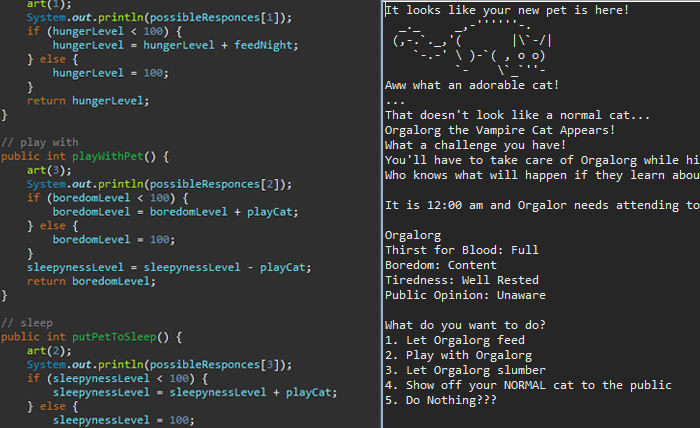 art(1);
System.out.println(possibleResponces[1]);
if (hungerLevel < 100) {
hungerLevel = hungerLevel + feedNight;
} else {
hungerLevel = 100;
}
return hungerLevel;
}
// play with
public int playWithPet() {
art(3);
System.out.println(possibleResponces[2]);
if (boredomLevel < 100) {
boredomLevel = boredomLevel + playCat;
} else {
boredomLevel = 100;
}
sleepynessLevel = sleepynessLevel - playCat;
return boredomLevel;
}
// sleep
public int putPetToSleep() {
art(2);
System.out.println(possibleResponces[3]);
if (sleepynessLevel < 100) {
sleepynessLevel = sleepynessLevel + playCat;
} else {
sleepynessLevel = 100;
It looks like your new pet is here!
Aww what an adorable cat!
...
That doesn't look like a normal cat...
Orgalorg the Vampire Cat Appears!
What a challenge you have!
You'll have to take care of Orgalorg while hi
Who knows what will happen if they learn abou
It is 12:00 am and Orgalor needs attending to
Orgalorg
Thirst for Blood: Full
Boredom: Content
Tiredness: Well Rested
Public Opinion: Unaware
What do you want to do?
1. Let Orgalorg feed
2. Play with Orgalorg
3. Let Orgalorg slumber
4. Show off your NORMAL cat to the public
5. Do Nothing???